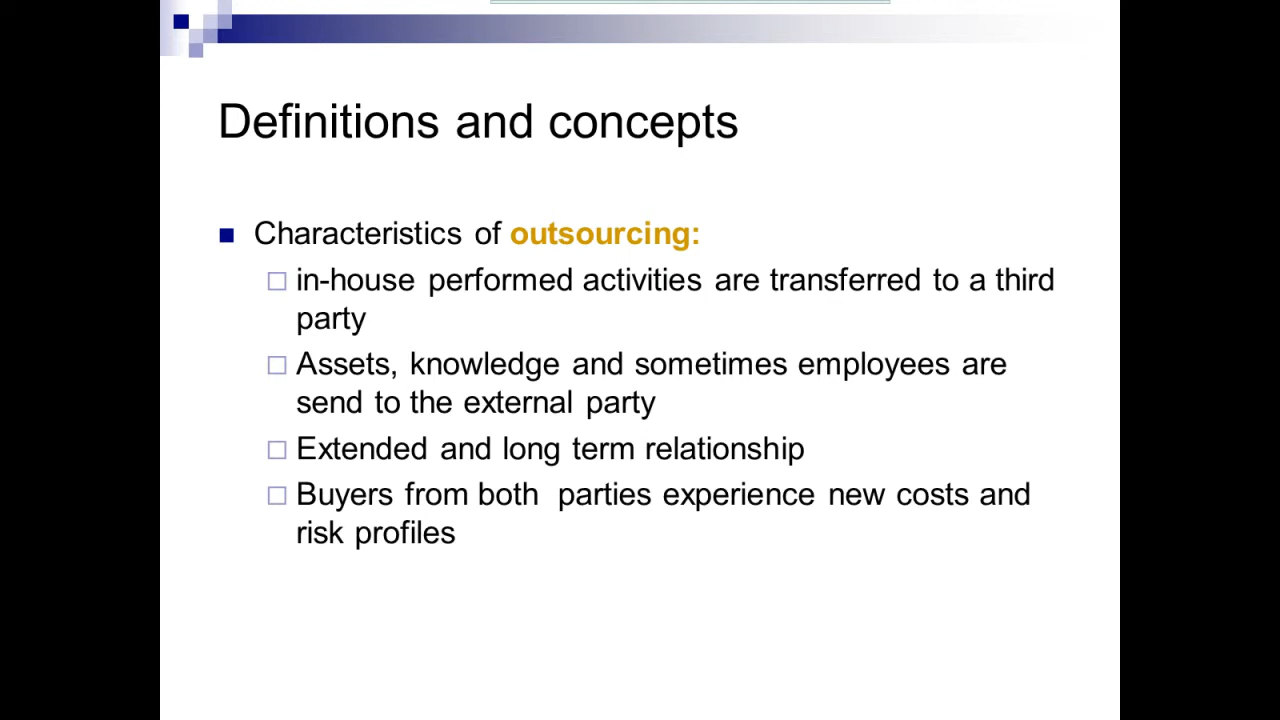 Definitions and concepts
Characteristics of outsourcing:
in-house performed activities are transferred to a third
party
Assets, knowledge and sometimes employees are
send to the external party
Extended and long term relationship
Buyers from both parties experience new costs and
risk profiles